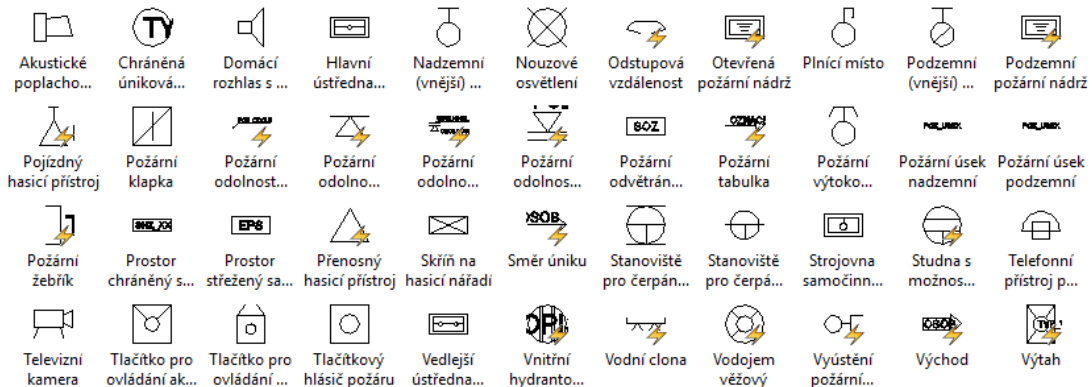 TY
Akustické Chráněná Domácí Hlavní Nadzemní Nouzové Odstupová Otevřená Plnící místo Podzemní Podzemní
poplacho... úniková... rozhlas s ... ústředna... (vnější) ... osvětlení vzdálenost požární nádrž (vnější) ... požární nádrž
SOZ
Pojízdný Požární Požární Požární Požární Požární Požární Požární Požární Požární úsek Požární úsek
hasicí přístroj klapka odolnost... odolno... odolno... odolnos... odvětrán... tabulka výtoko... nadzemní podzemní
SHZ_XX EPS
Požární Prostor Prostor Přenosný Skříň na Směr úniku Stanoviště Stanoviště Strojovna Studna s Telefonní
žebřík chráněný s... střežený sa... hasicí přístroj hasicí nářadí pro čerpán... pro čerpá... samočinn... možnos... přístroj p...
Televizní Tlačítko pro Tlačítko pro Tlačítkový Vedlejší Vnitřní Vodní clona Vodojem Vyústění Východ Výtah
kamera ovládání ak... ovládání ... hlásič požáru ústředna... hydranto... věžový požární...